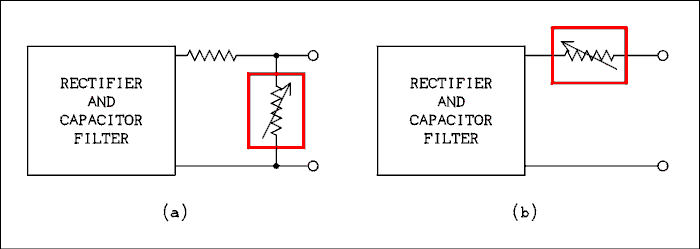 RECTIFIER
AND
CAPACITOR
FILTER
RECTIFIER
AND
CAPACITOR
FILTER
(a)
(b)